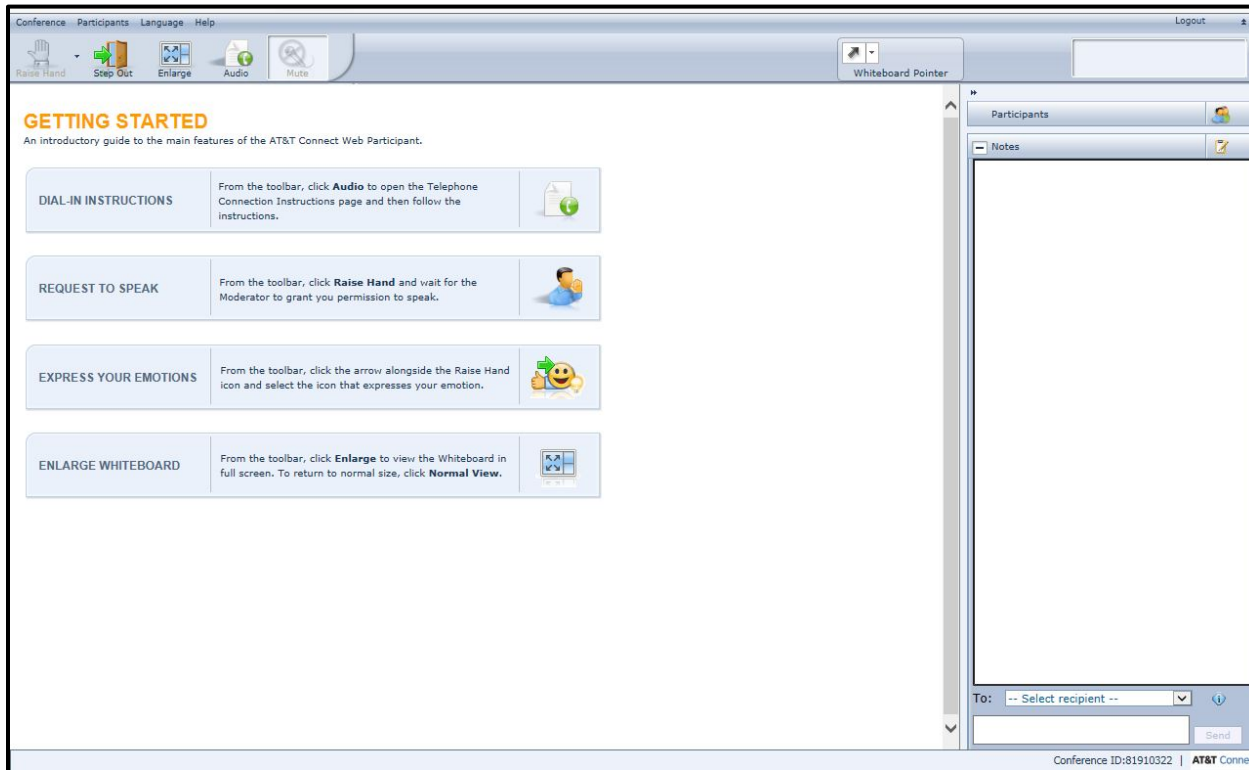 Conference Participants Language Help Logout
Raise Hand Step Out Enlarge Audio Mute Whiteboard Pointer
GETTING STARTED
An introductory guide to the main features of the AT&T Connect Web Participant.
DIAL-IN INSTRUCTIONS
From the toolbar, click Audio to open the Telephone
Connection Instructions page and then follow the
instructions.
REQUEST TO SPEAK
From the toolbar, click Raise Hand and wait for the
Moderator to grant you permission to speak.
EXPRESS YOUR EMOTIONS
From the toolbar, click the arrow alongside the Raise Hand
icon and select the icon that expresses your emotion.
ENLARGE WHITEBOARD
From the toolbar, click Enlarge to view the Whiteboard in
full screen. To return to normal size, click Normal View.
Participants
Notes
To: -- Select recipient --
Send
Conference ID:81910322 | AT&T Conne